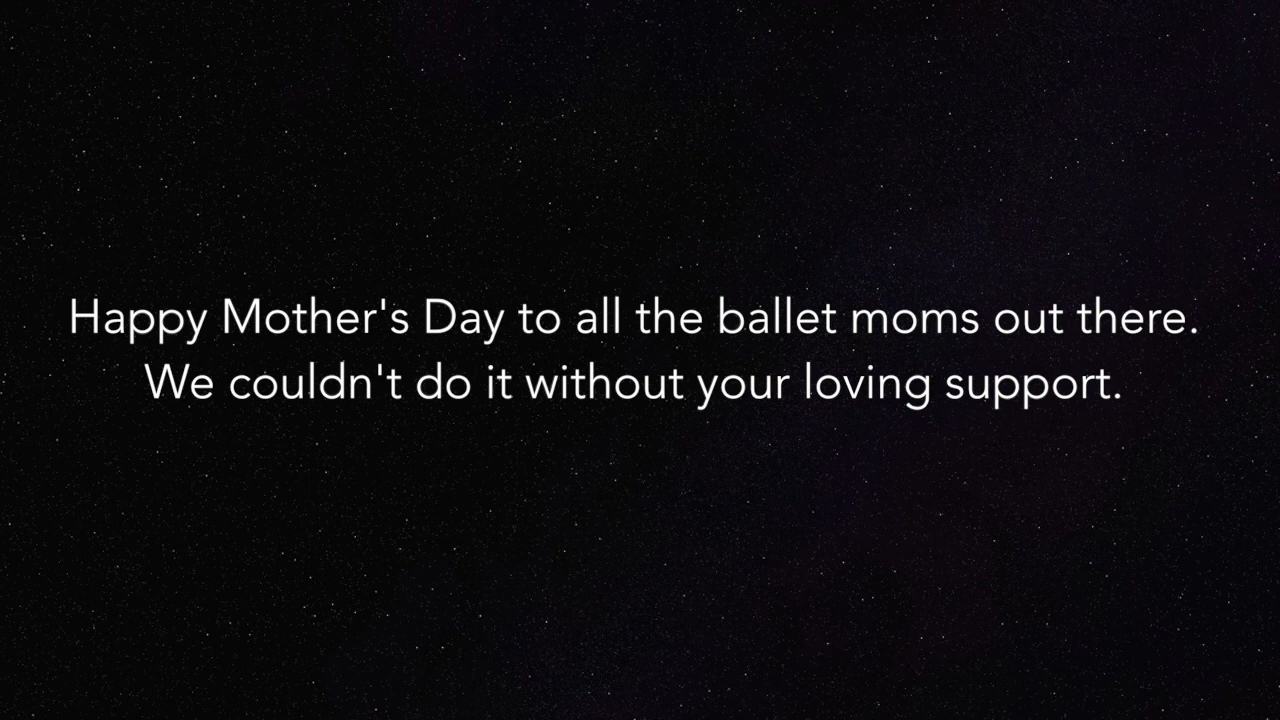 Happy Mother's Day to all the ballet moms out there.
We couldn't do it without your loving support.